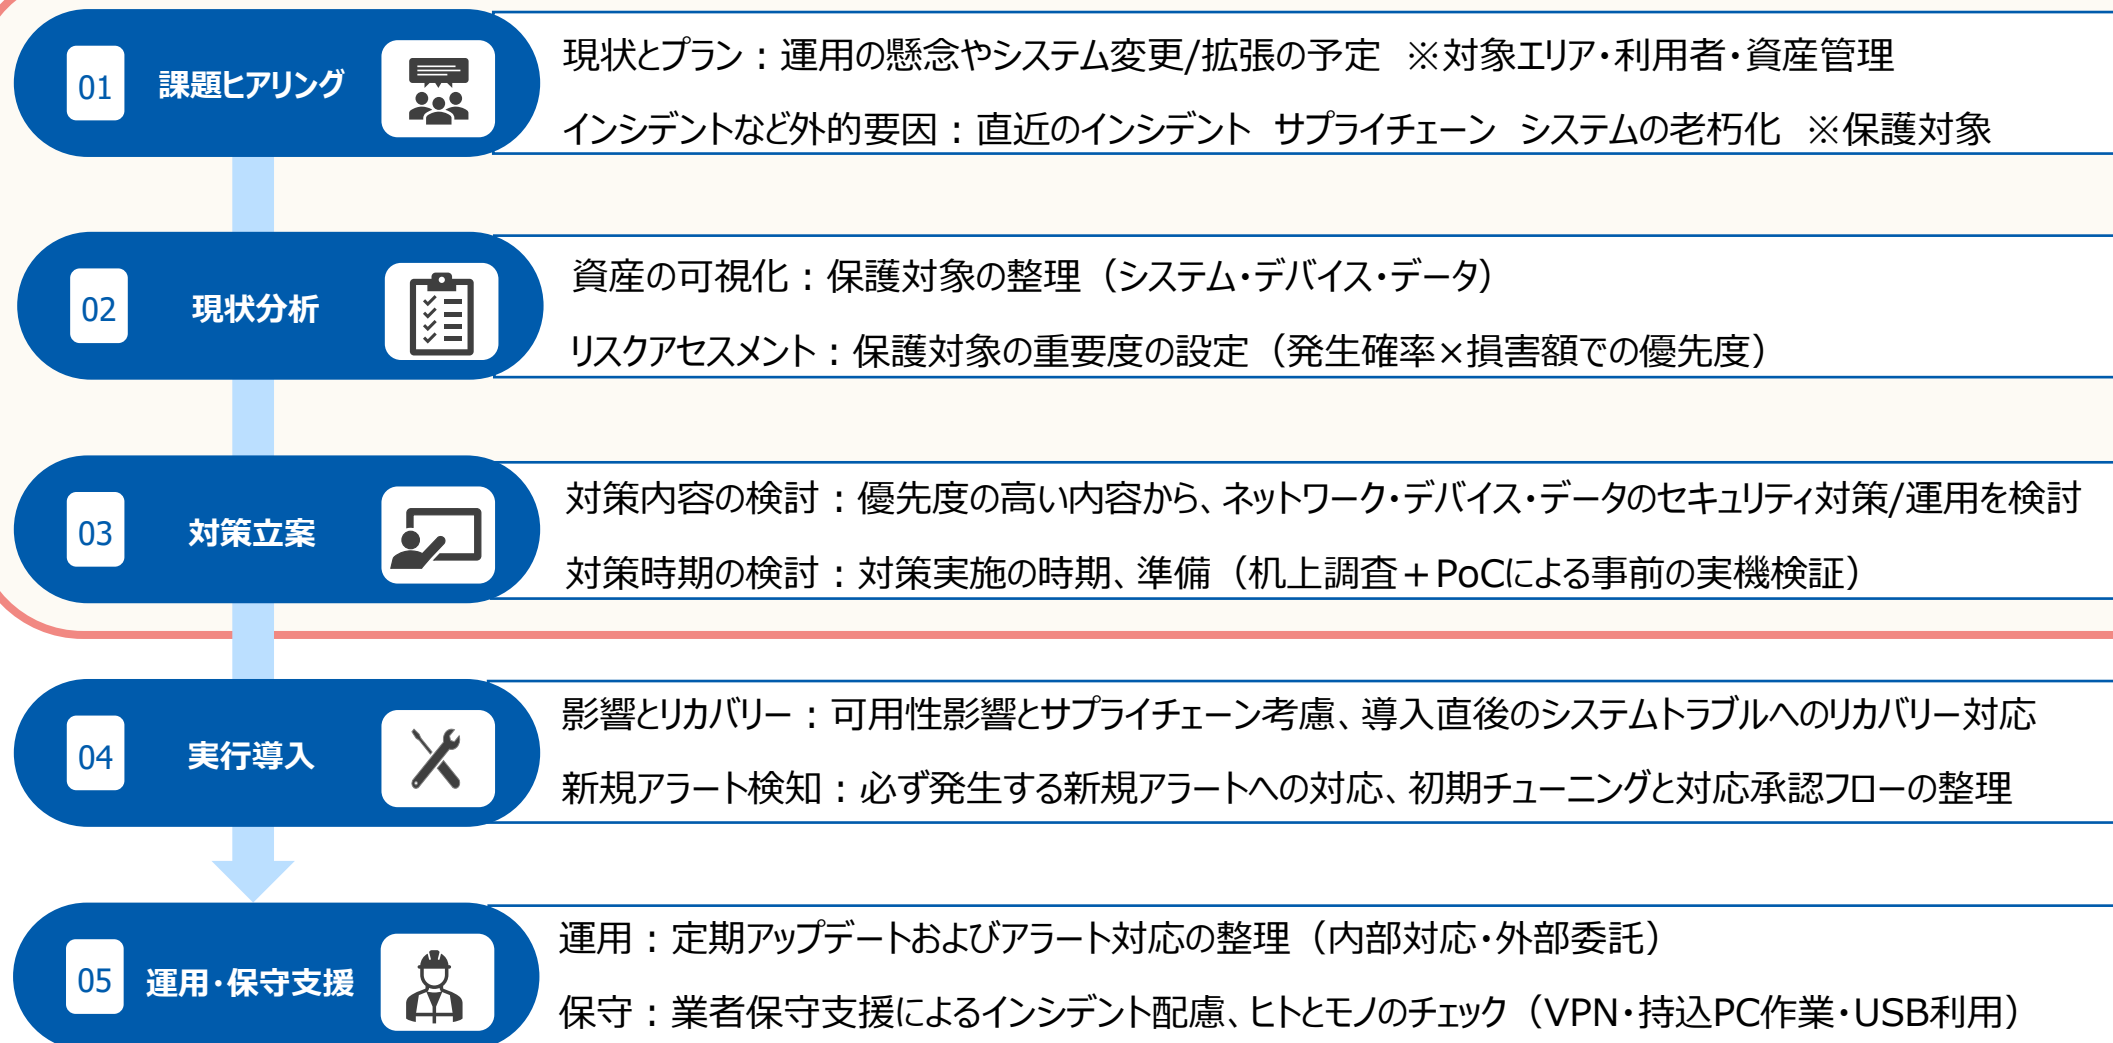 01 課題ヒアリング
現状とプラン：運用の懸念やシステム変更/拡張の予定 ※対象エリア・利用者・資産管理
インシデントなど外的要因：直近のインシデント サプライチェーン システムの老朽化 ※保護対象
02 現状分析
資産の可視化：保護対象の整理（システム・デバイス・データ）
リスクアセスメント：保護対象の重要度の設定（発生確率×損害額での優先度）
03 対策立案
対策内容の検討：優先度の高い内容から、ネットワーク・デバイス・データのセキュリティ対策/運用を検討
対策時期の検討：対策実施の時期、準備（机上調査＋PoCによる事前の実機検証）
04 実行導入
影響とリカバリー：可用性影響とサプライチェーン考慮、導入直後のシステムトラブルへのリカバリー対応
新規アラート検知：必ず発生する新規アラートへの対応、初期チューニングと対応承認フローの整理
05 運用・保守支援
運用：定期アップデートおよびアラート対応の整理（内部対応・外部委託）
保守：業者保守支援によるインシデント配慮、ヒトとモノのチェック（VPN・持込PC作業・USB利用）